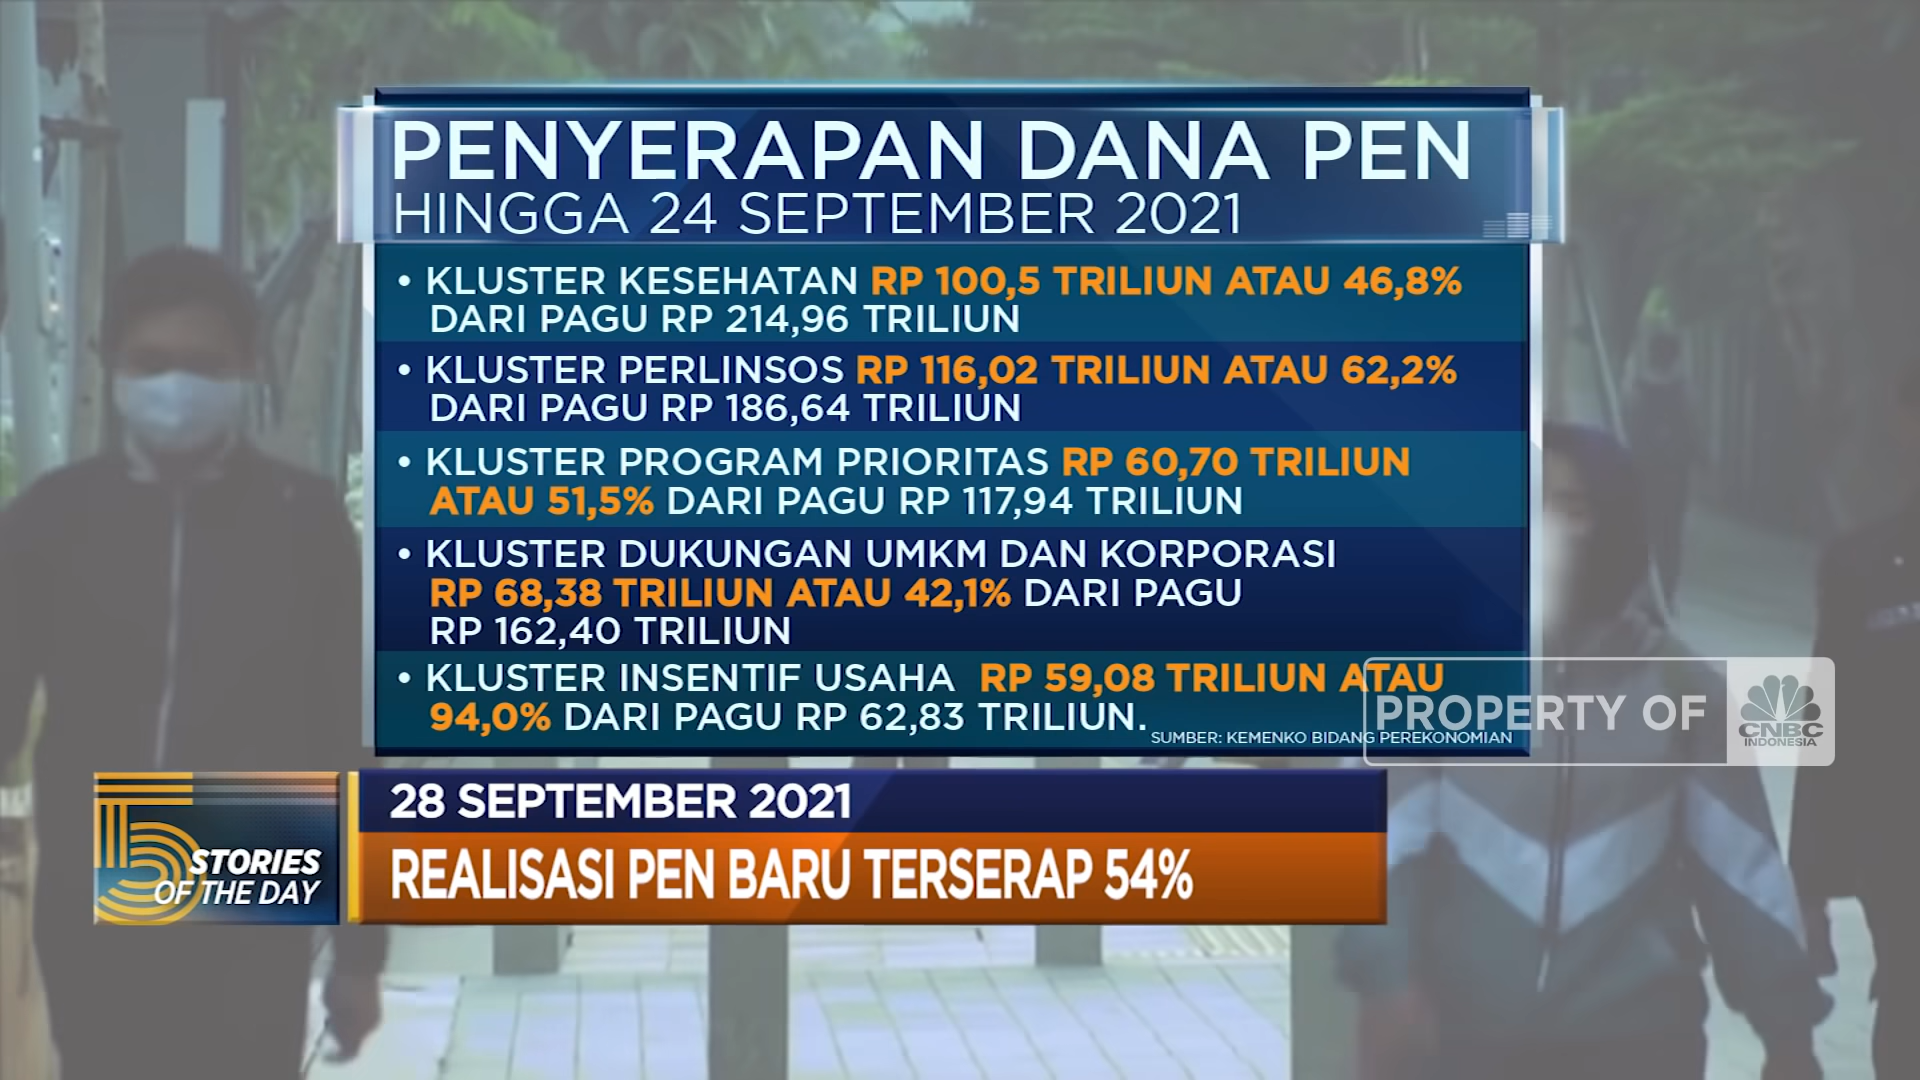 PENYERAPAN DANA PEN
HINGGA 24 SEPTEMBER 2021
• KLUSTER KESEHATAN RP 100,5 TRILIUN ATAU 46,8%
DARI PAGU RP 214,96 TRILIUN
• KLUSTER PERLINSOS RP 116,02 TRILIUN ATAU 62,2%
DARI PAGU RP 186,64 TRILIUN
• KLUSTER PROGRAM PRIORITAS RP 60,70 TRILIUN
ATAU 51,5% DARI PAGU RP 117,94 TRILIUN
• KLUSTER DUKUNGAN UMKM DAN KORPORASI
RP 68,38 TRILIUN ATAU 42,1% DARI PAGU
RP 162,40 TRILIUN
• KLUSTER INSENTIF USAHA RP 59,08 TRILIUN ATAU
94,0% DARI PAGU RP 62,83 TRILIUN.
SUMBER: KEMENKO BIDANG PEREKONOMIAN
PROPERTY OF
CNBC
INDONESIA
5
STORIES
OF THE DAY
28 SEPTEMBER 2021
REALISASI PEN BARU TERSERAP 54%